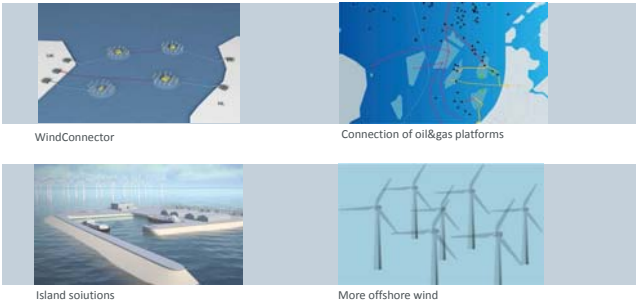 WindConnector
Connection of oil&gas platforms
Island soiutions
More offshore wind